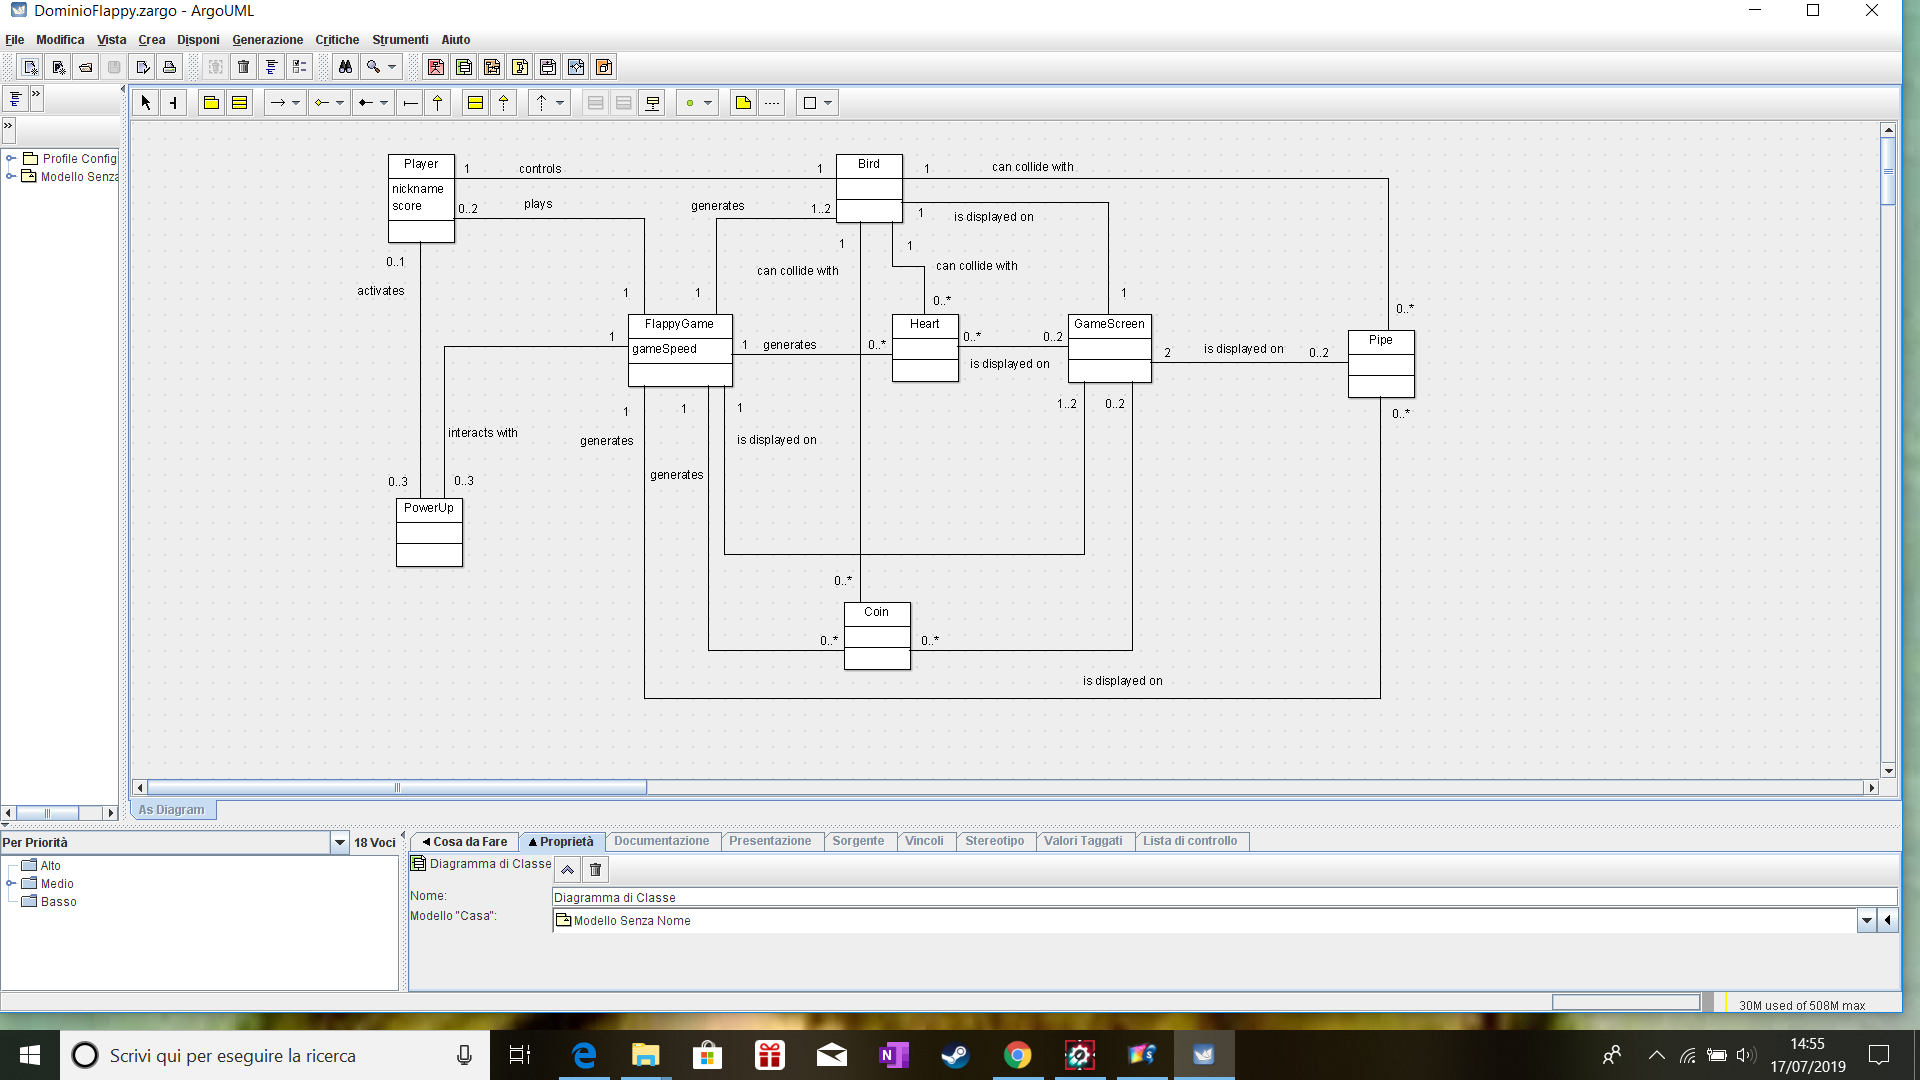 DominioFlappy.zargo - ArgoUML
File Modifica Vista Crea Disponi Generazione Critiche Strumenti Aiuto
»
»
Profile Config
Modello Senza
Player
nickname
score
1
controls
1
Bird
1
can collide with
0..2
plays
generates
1..2
1
is displayed on
0..1
activates
1
can collide with
1
can collide with
1
1
0..*
1
0..*
FlappyGame
gameSpeed
1
1
generates
0..*
Heart
0..*
0..2
is displayed on
GameScreen
2
is displayed on
0..2
Pipe
0..*
1
1
1
1..2
0..2
interacts with
generates
is displayed on
generates
0..3
0..3
PowerUp
0..*
Coin
0..*
0..*
is displayed on
As Diagram
Per Priorità
18 Voci
Alto
Medio
Basso
Cosa da Fare
Proprietà
Documentazione
Presentazione
Sorgente
Vincoli
Stereotipo
Valori Taggati
Lista di controllo
Diagramma di Classe
Nome:
Diagramma di Classe
Modello "Casa":
Modello Senza Nome
30M used of 508M max
Scrivi qui per eseguire la ricerca
14:55
17/07/2019